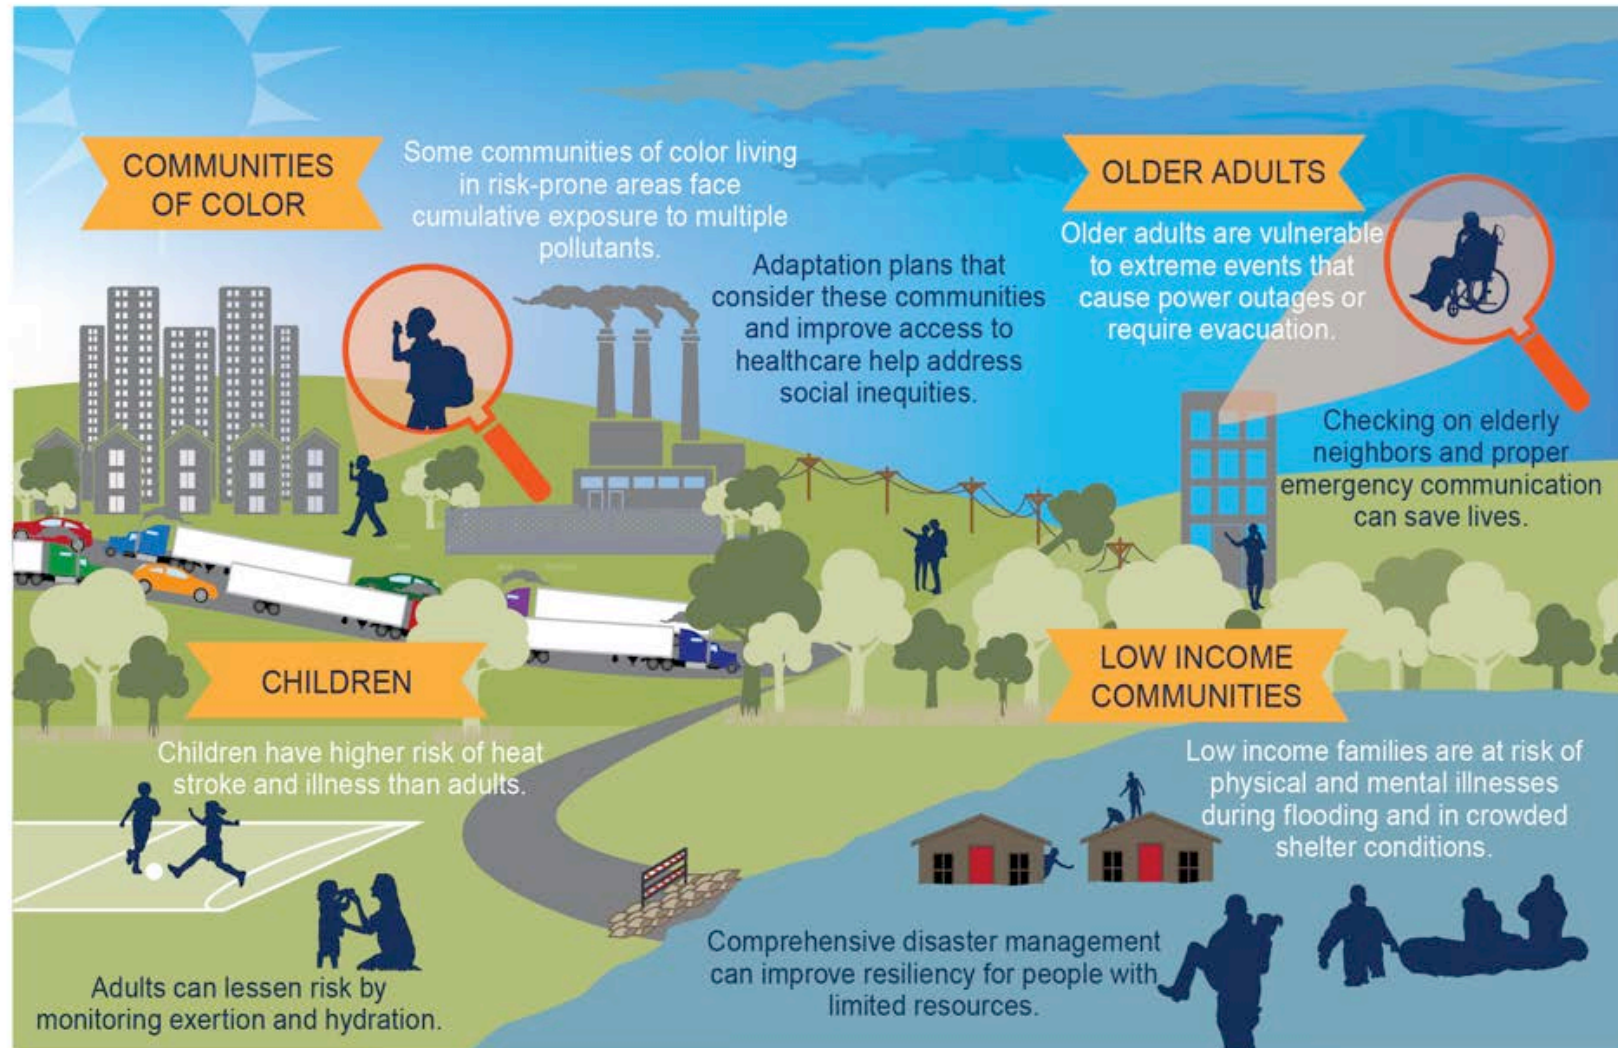 COMMUNITIES
OF COLOR
Some communities of color living
in risk-prone areas face
cumulative exposure to multiple
pollutants.
Adaptation plans that
consider these communities
and improve access to
healthcare help address
social inequities.
OLDER ADULTS
Older adults are vulnerable
to extreme events that
cause power outages or
require evacuation.
Checking on elderly
neighbors and proper
emergency communication
can save lives.
CHILDREN
Children have higher risk of heat
stroke and illness than adults.
Adults can lessen risk by
monitoring exertion and hydration.
LOW INCOME
COMMUNITIES
Low income families are at risk of
physical and mental illnesses
during flooding and in crowded
shelter conditions.
Comprehensive disaster management
can improve resiliency for people with
limited resources.